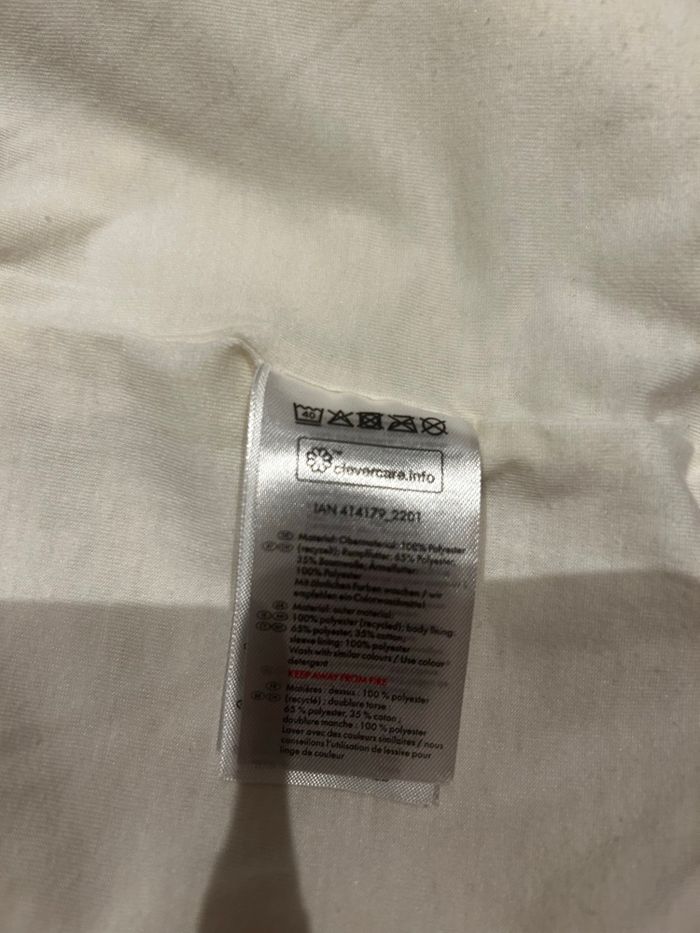 40
clevercare.info
IAN 414179_2201
Material: Obermaterial: 100% Polyester
(recycelt); Rumpffutter: 65% Polyester,
35% Baumwolle; Ärmelfutter:
100% Polyester
Mit ähnlichen Farben waschen / wir
empfehlen ein Colorwaschmittel
Material: outer material:
100% polyester (recycled); body lining:
65% polyester, 35% cotton;
sleeve lining: 100% polyester
Wash with similar colours / Use colour
detergent
KEEP AWAY FROM FIRE
Matières : dessus : 100 % polyester
(recyclé) ; doublure torse :
65 % polyester, 35 % coton ;
doublure manche : 100 % polyester
Laver avec des couleurs similaires / nous
conseillons l'utilisation de lessive pour
linge de couleur